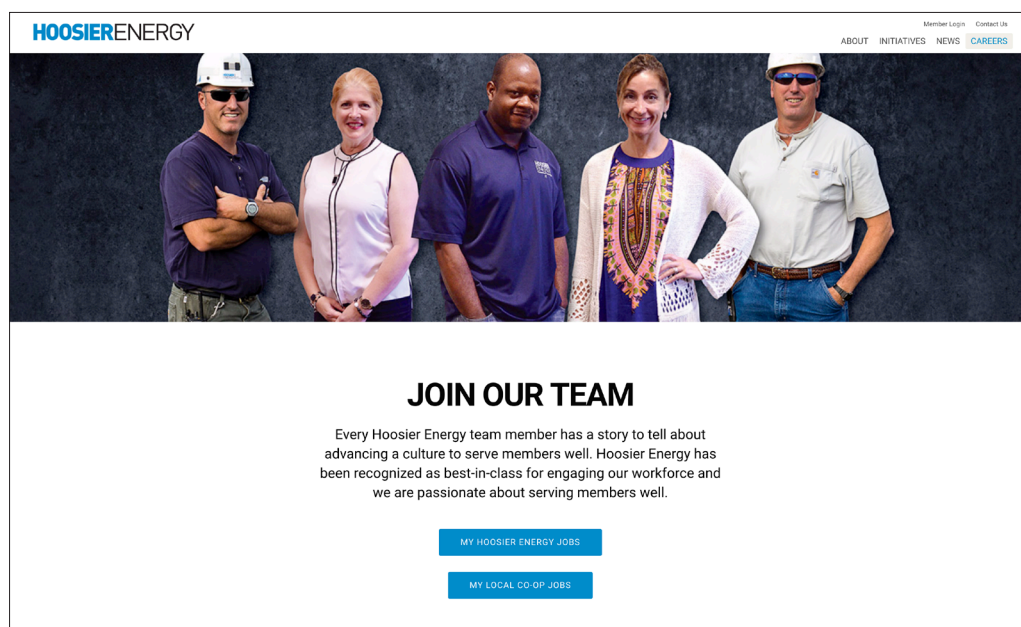 HOOSIERENERGY
Member Login Contact Us
ABOUT INITIATIVES NEWS CAREERS
JOIN OUR TEAM
Every Hoosier Energy team member has a story to tell about
advancing a culture to serve members well. Hoosier Energy has
been recognized as best-in-class for engaging our workforce and
we are passionate about serving members well.
MY HOOSIER ENERGY JOBS
MY LOCAL CO-OP JOBS